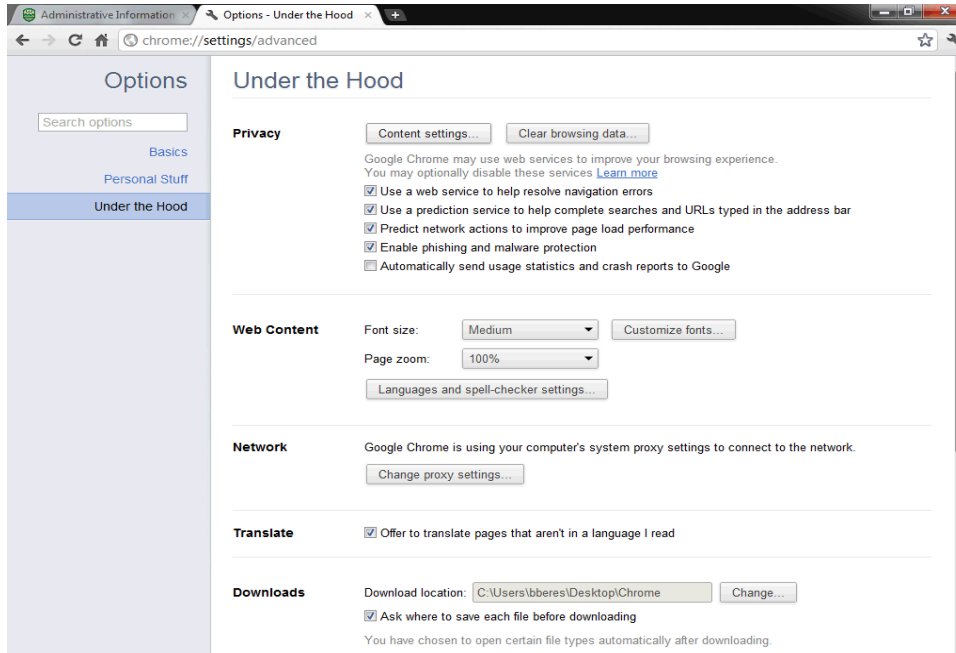 Administrative Information
Options - Under the Hood
chrome://settings/advanced
Options
Search options
Basics
Personal Stuff
Under the Hood
Under the Hood
Privacy
Content settings...
Clear browsing data...
Google Chrome may use web services to improve your browsing experience.
You may optionally disable these services Learn more
Use a web service to help resolve navigation errors
Use a prediction service to help complete searches and URLs typed in the address bar
Predict network actions to improve page load performance
Enable phishing and malware protection
Automatically send usage statistics and crash reports to Google
Web Content
Font size: Medium Customize fonts...
Page zoom: 100%
Languages and spell-checker settings...
Network
Google Chrome is using your computer's system proxy settings to connect to the network.
Change proxy settings...
Translate
Offer to translate pages that aren't in a language I read
Downloads
Download location: C:\Users\bberes\Desktop\Chrome Change...
Ask where to save each file before downloading
You have chosen to open certain file types automatically after downloading.